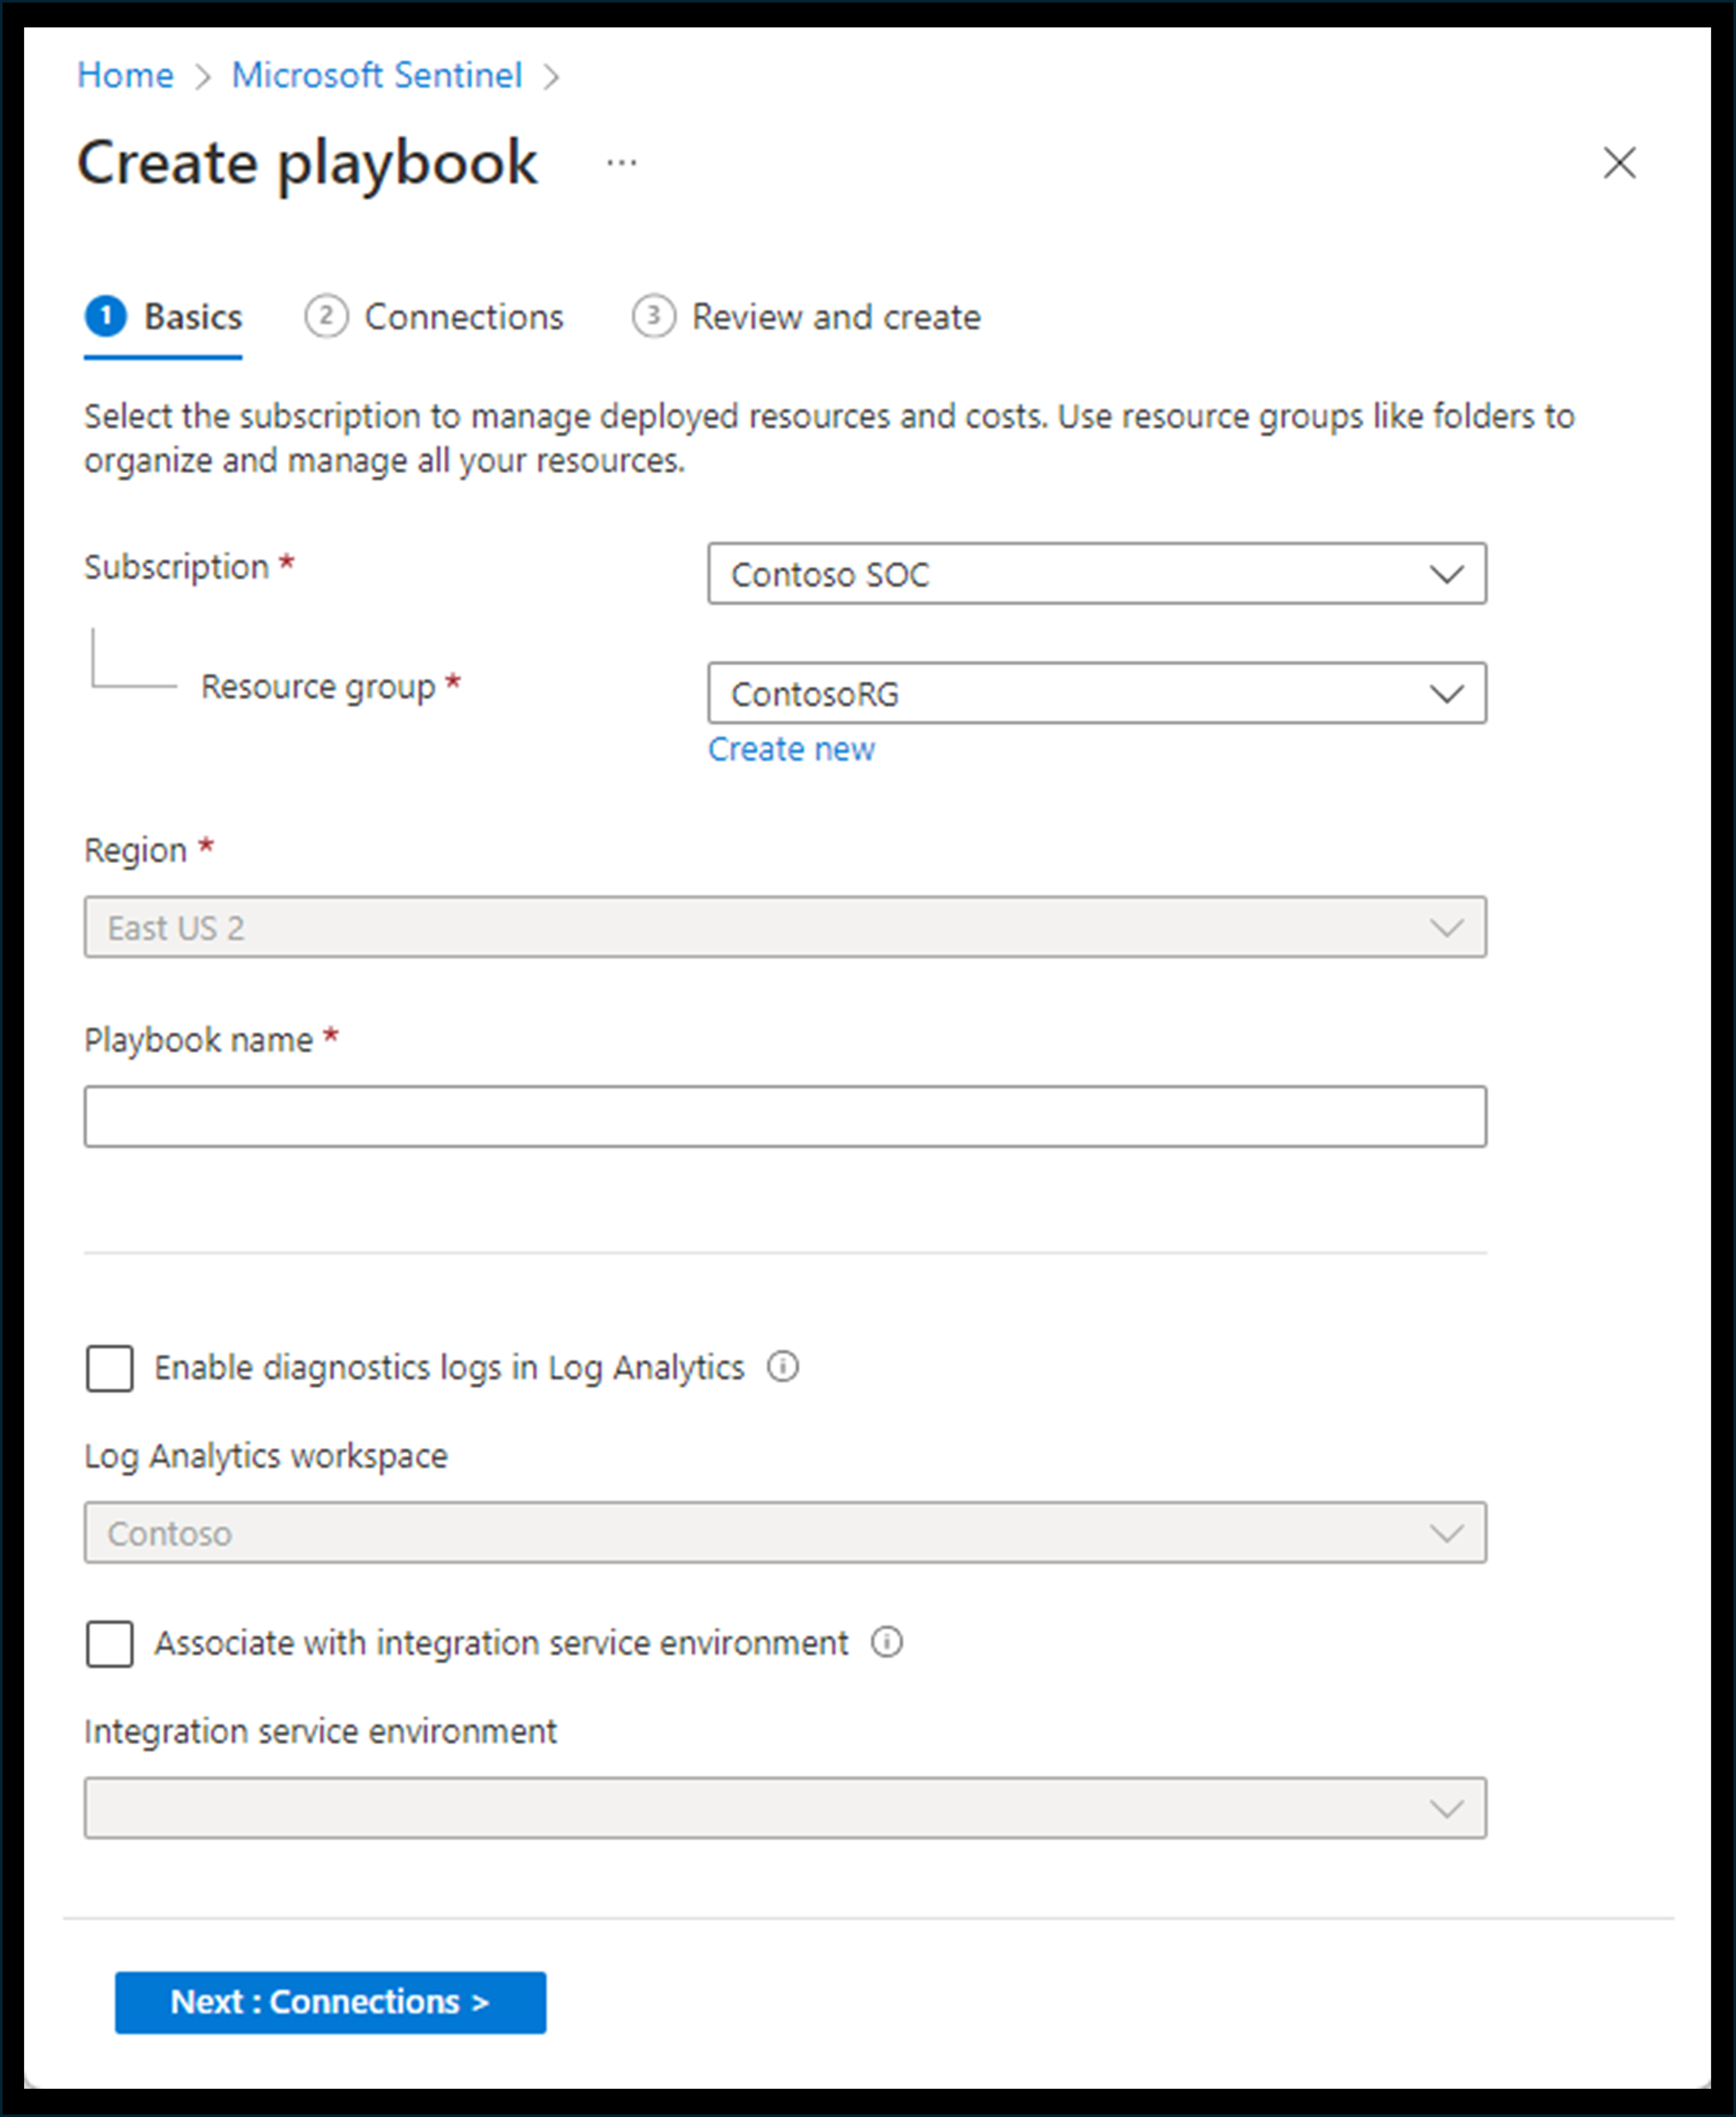 Home > Microsoft Sentinel >
Create playbook ...
1 Basics 2 Connections 3 Review and create
Select the subscription to manage deployed resources and costs. Use resource groups like folders to
organize and manage all your resources.
Subscription * Contoso SOC
Resource group * ContosoRG
Create new
Region *
East US 2
Playbook name *
Enable diagnostics logs in Log Analytics
Log Analytics workspace
Contoso
Associate with integration service environment
Integration service environment
Next : Connections >